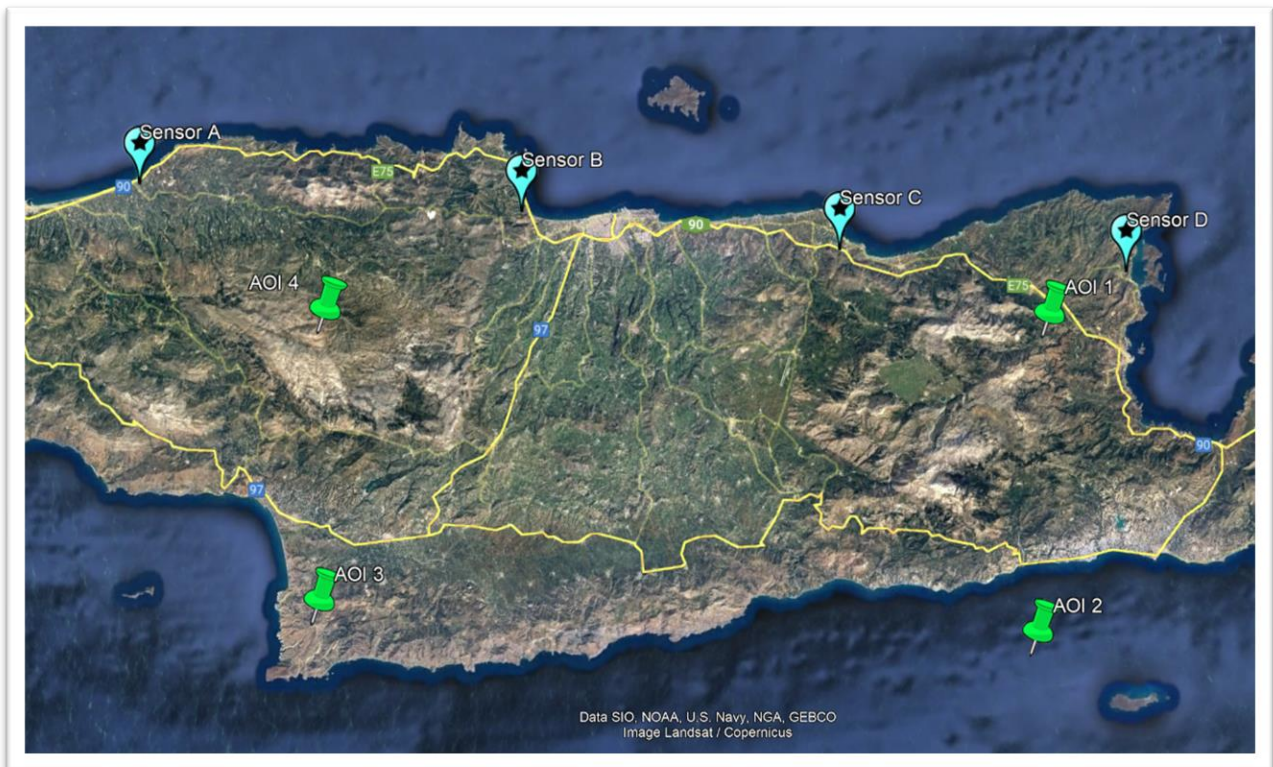 Sensor A
Sensor B
E75
90
Sensor C
Sensor D
90
AOI 4
E75
AOI 1
97
90
97
AOI 3
AOI 2
Data SIO, NOAA, U.S. Navy, NGA, GEBCO
Image Landsat / Copernicus